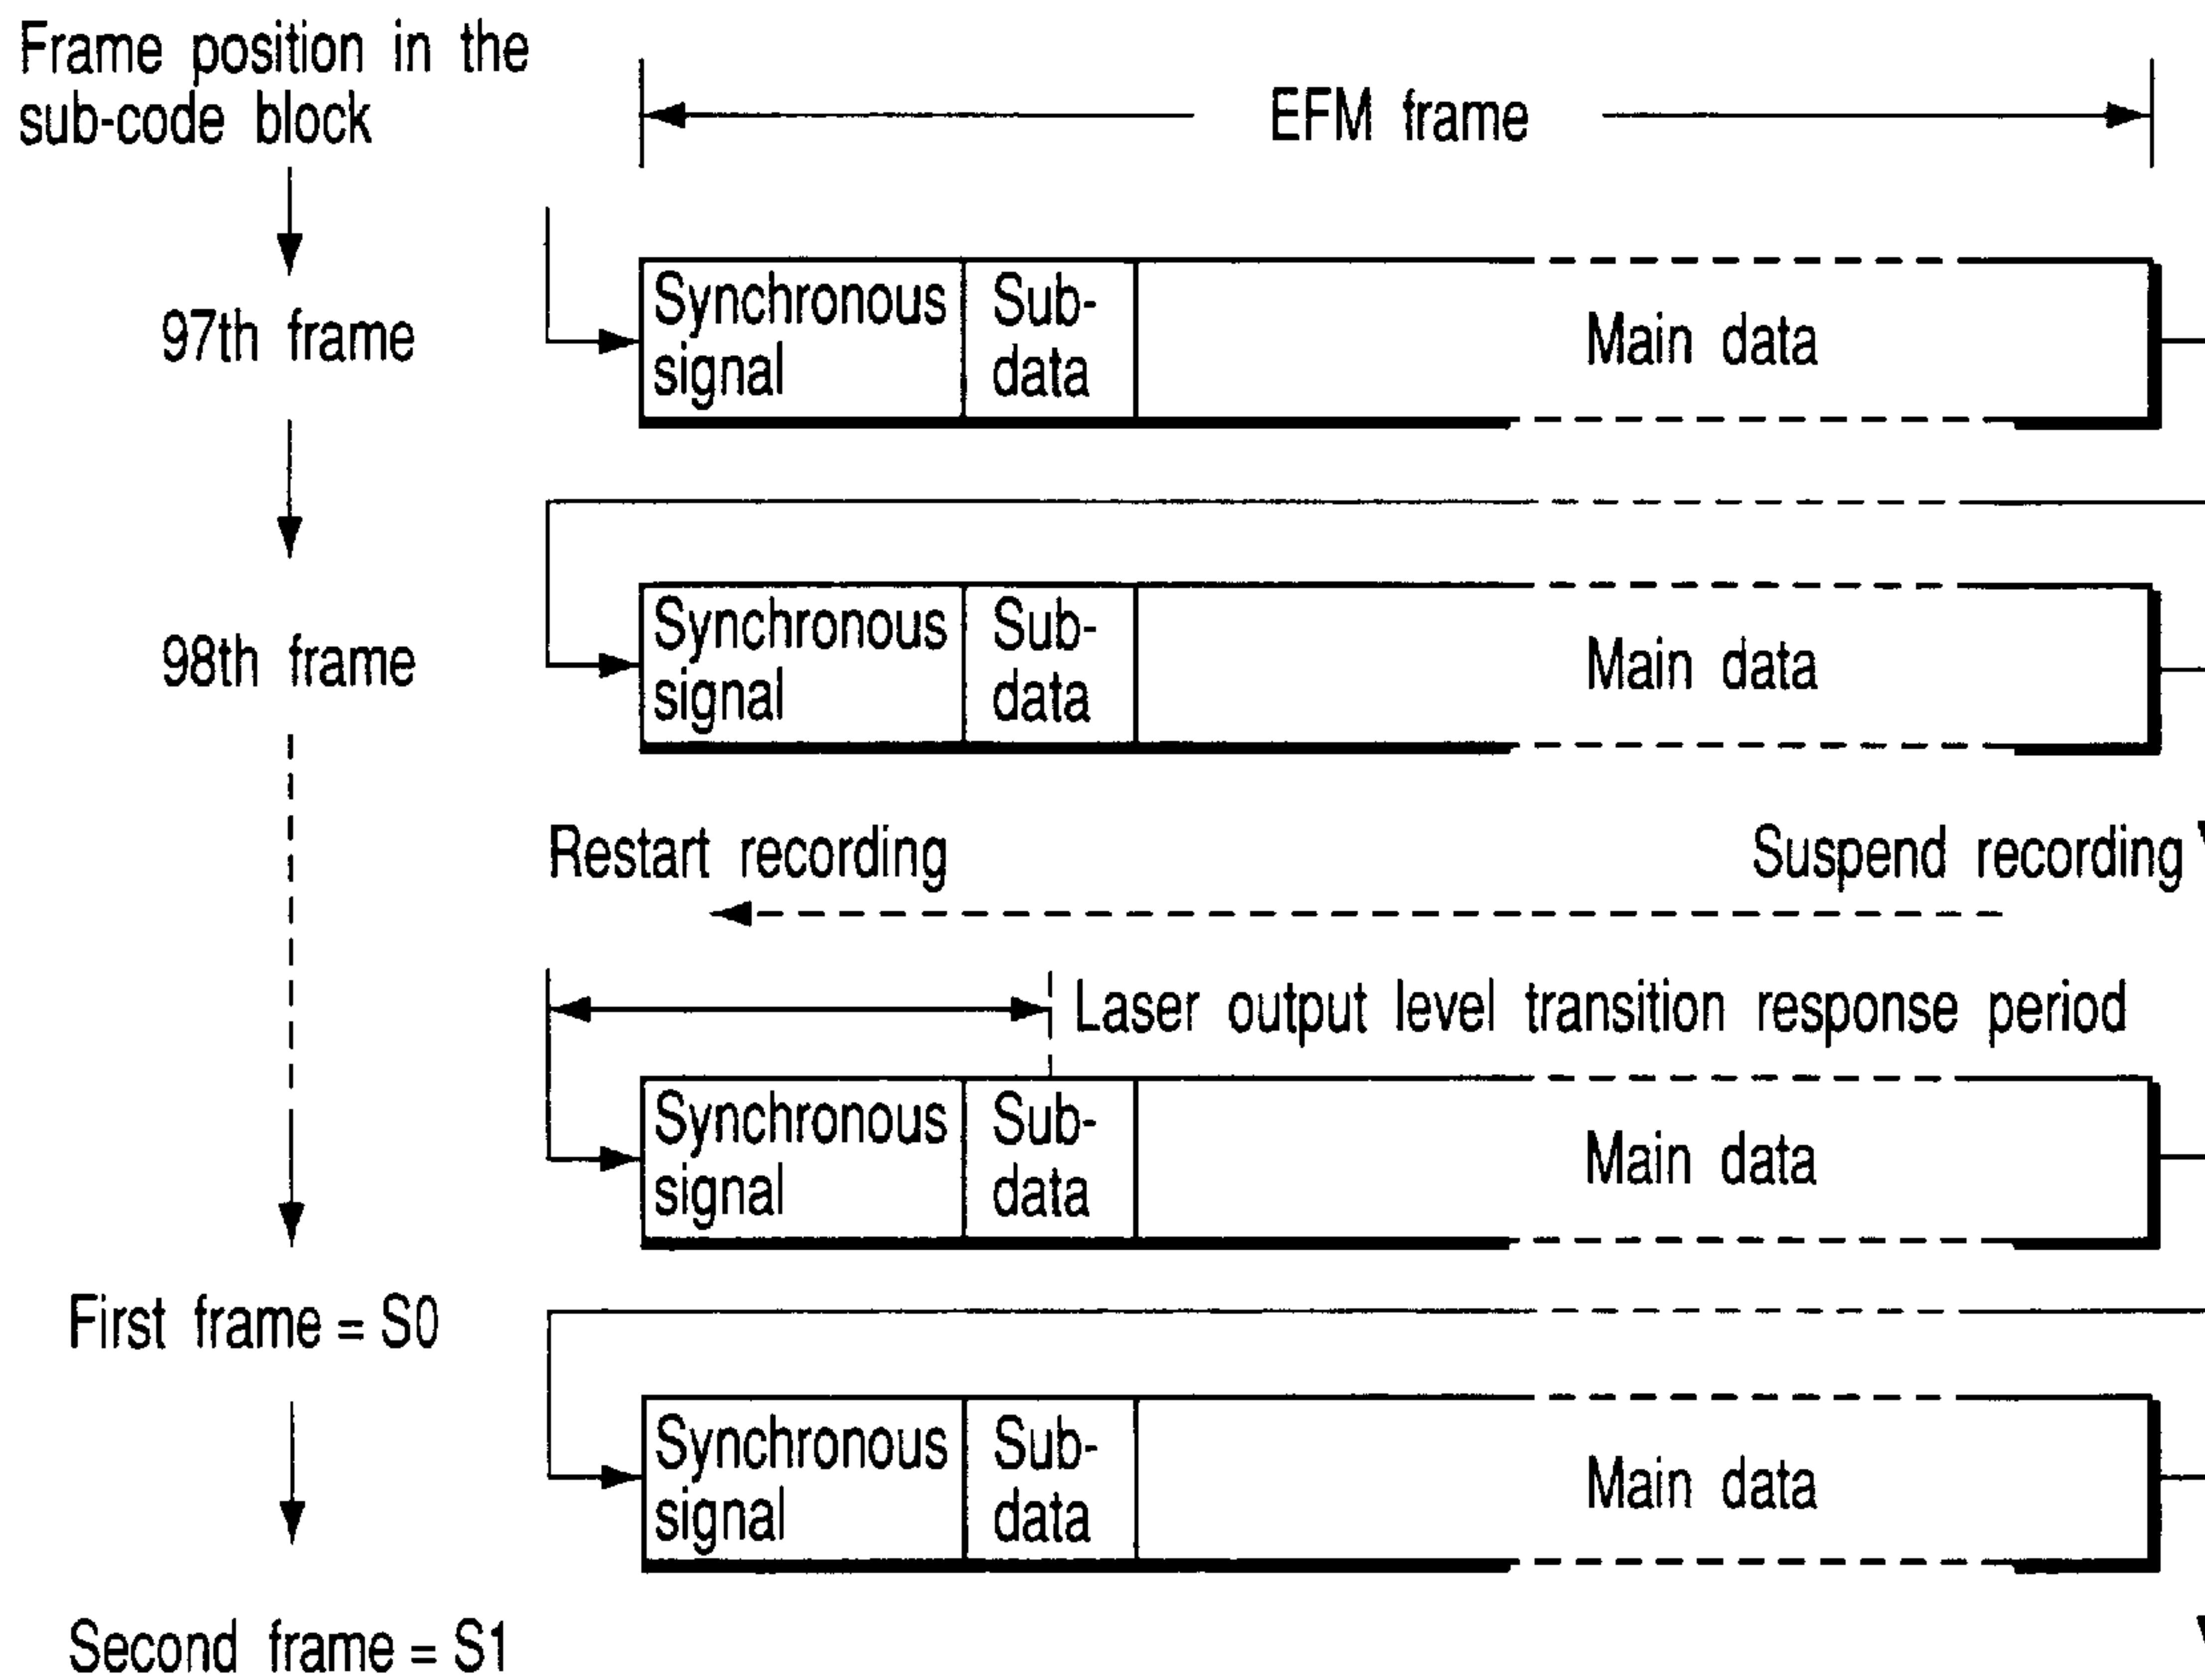 Frame position in the
sub-code block
EFM frame
97th frame
Synchronous
signal
Sub-
data
Main data
98th frame
Synchronous
signal
Sub-
data
Main data
Restart recording
Suspend recording
Laser output level transition response period
Synchronous
signal
Sub-
data
Main data
First frame = S0
Synchronous
signal
Sub-
data
Main data
Second frame = S1